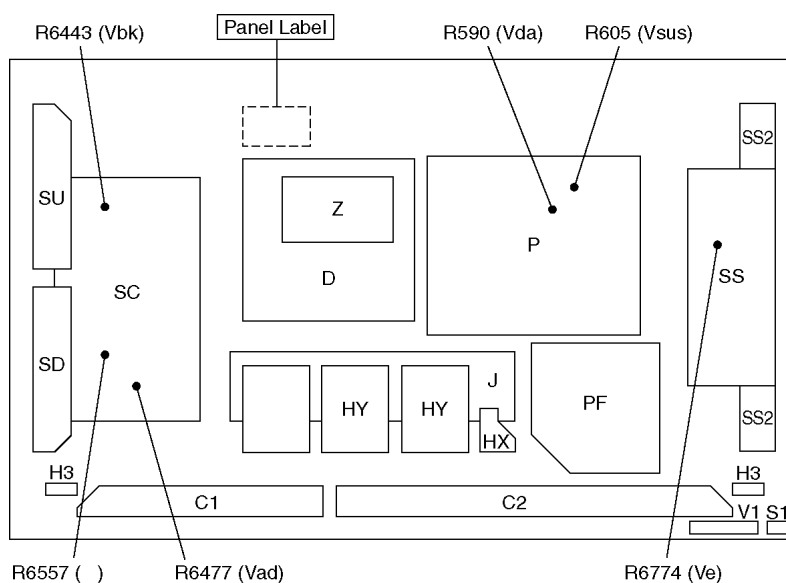 R6443 (Vbk)
Panel Label
R590 (Vda)
R605 (Vsus)
SS2
SU
Z
P
SC
D
SS
SD
J
HY
HY
HX
PF
SS2
H3
H3
C1
C2
V1
S1
R6557 ( )
R6477 (Vad)
R6774 (Ve)